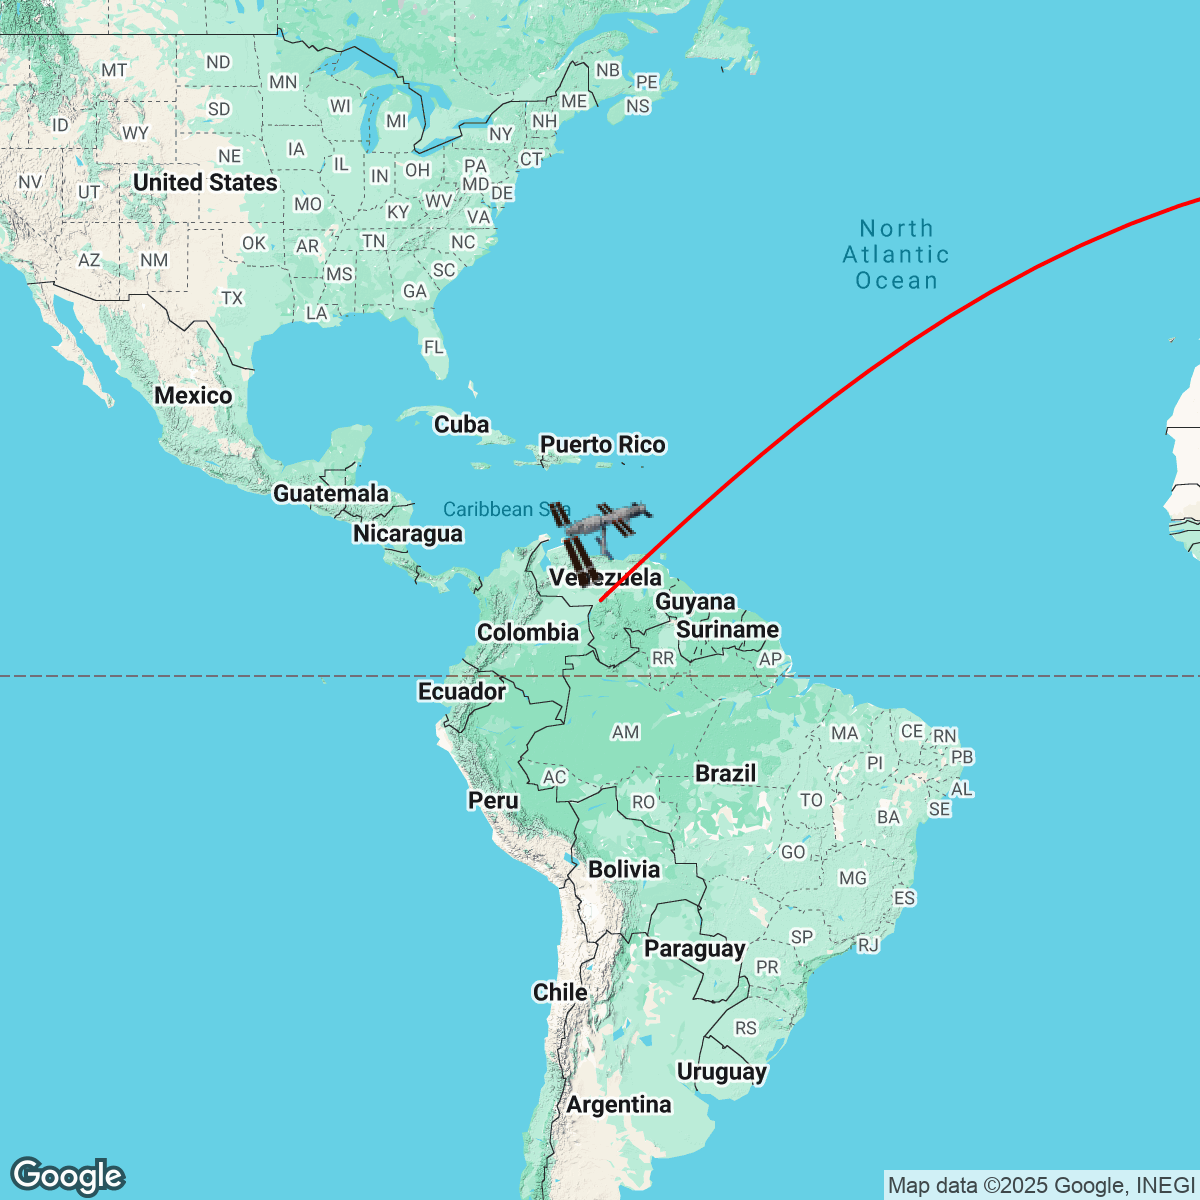 ND
MT
MN
NB
PE
ME
NS
SD
WI
MI
NH
ID
WY
NY
IA
NE
IL
OH
PA
CT
IN
NV
UT
United States
MD
DE
MO
KY
WV
VA
OK
AR
TN
NC
AZ
NM
MS
SC
TX
LA
GA
FL
North
Atlantic
Ocean
Mexico
Cuba
Puerto Rico
Guatemala
Caribbean Sea
Nicaragua
Venezuela
Guyana
Colombia
Suriname
RR
AP
Ecuador
AM
MA
CE
RN
PB
PI
AC
Brazil
AL
Peru
RO
TO
SE
BA
GO
Bolivia
MG
ES
SP
RJ
Paraguay
PR
Chile
RS
Uruguay
Argentina
Google
Map data ©2025 Google, INEGI